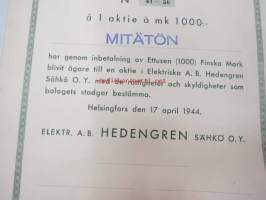 N:
à 1 aktie à mk 1000:-
MITÄTÖN
har genom inbetalning av Ettusen (1000) Finska Mark
blivit ägare till en aktie i Elektriska A. B. Hedengren
Sähkö O. Y. med de rättigheter och skyldigheter som
bolagets stadgar bestämma.
Helsingfors den 17 april 1944.
ELEKTR. A.B. HEDENGREN SÄHKÖ O.Y.